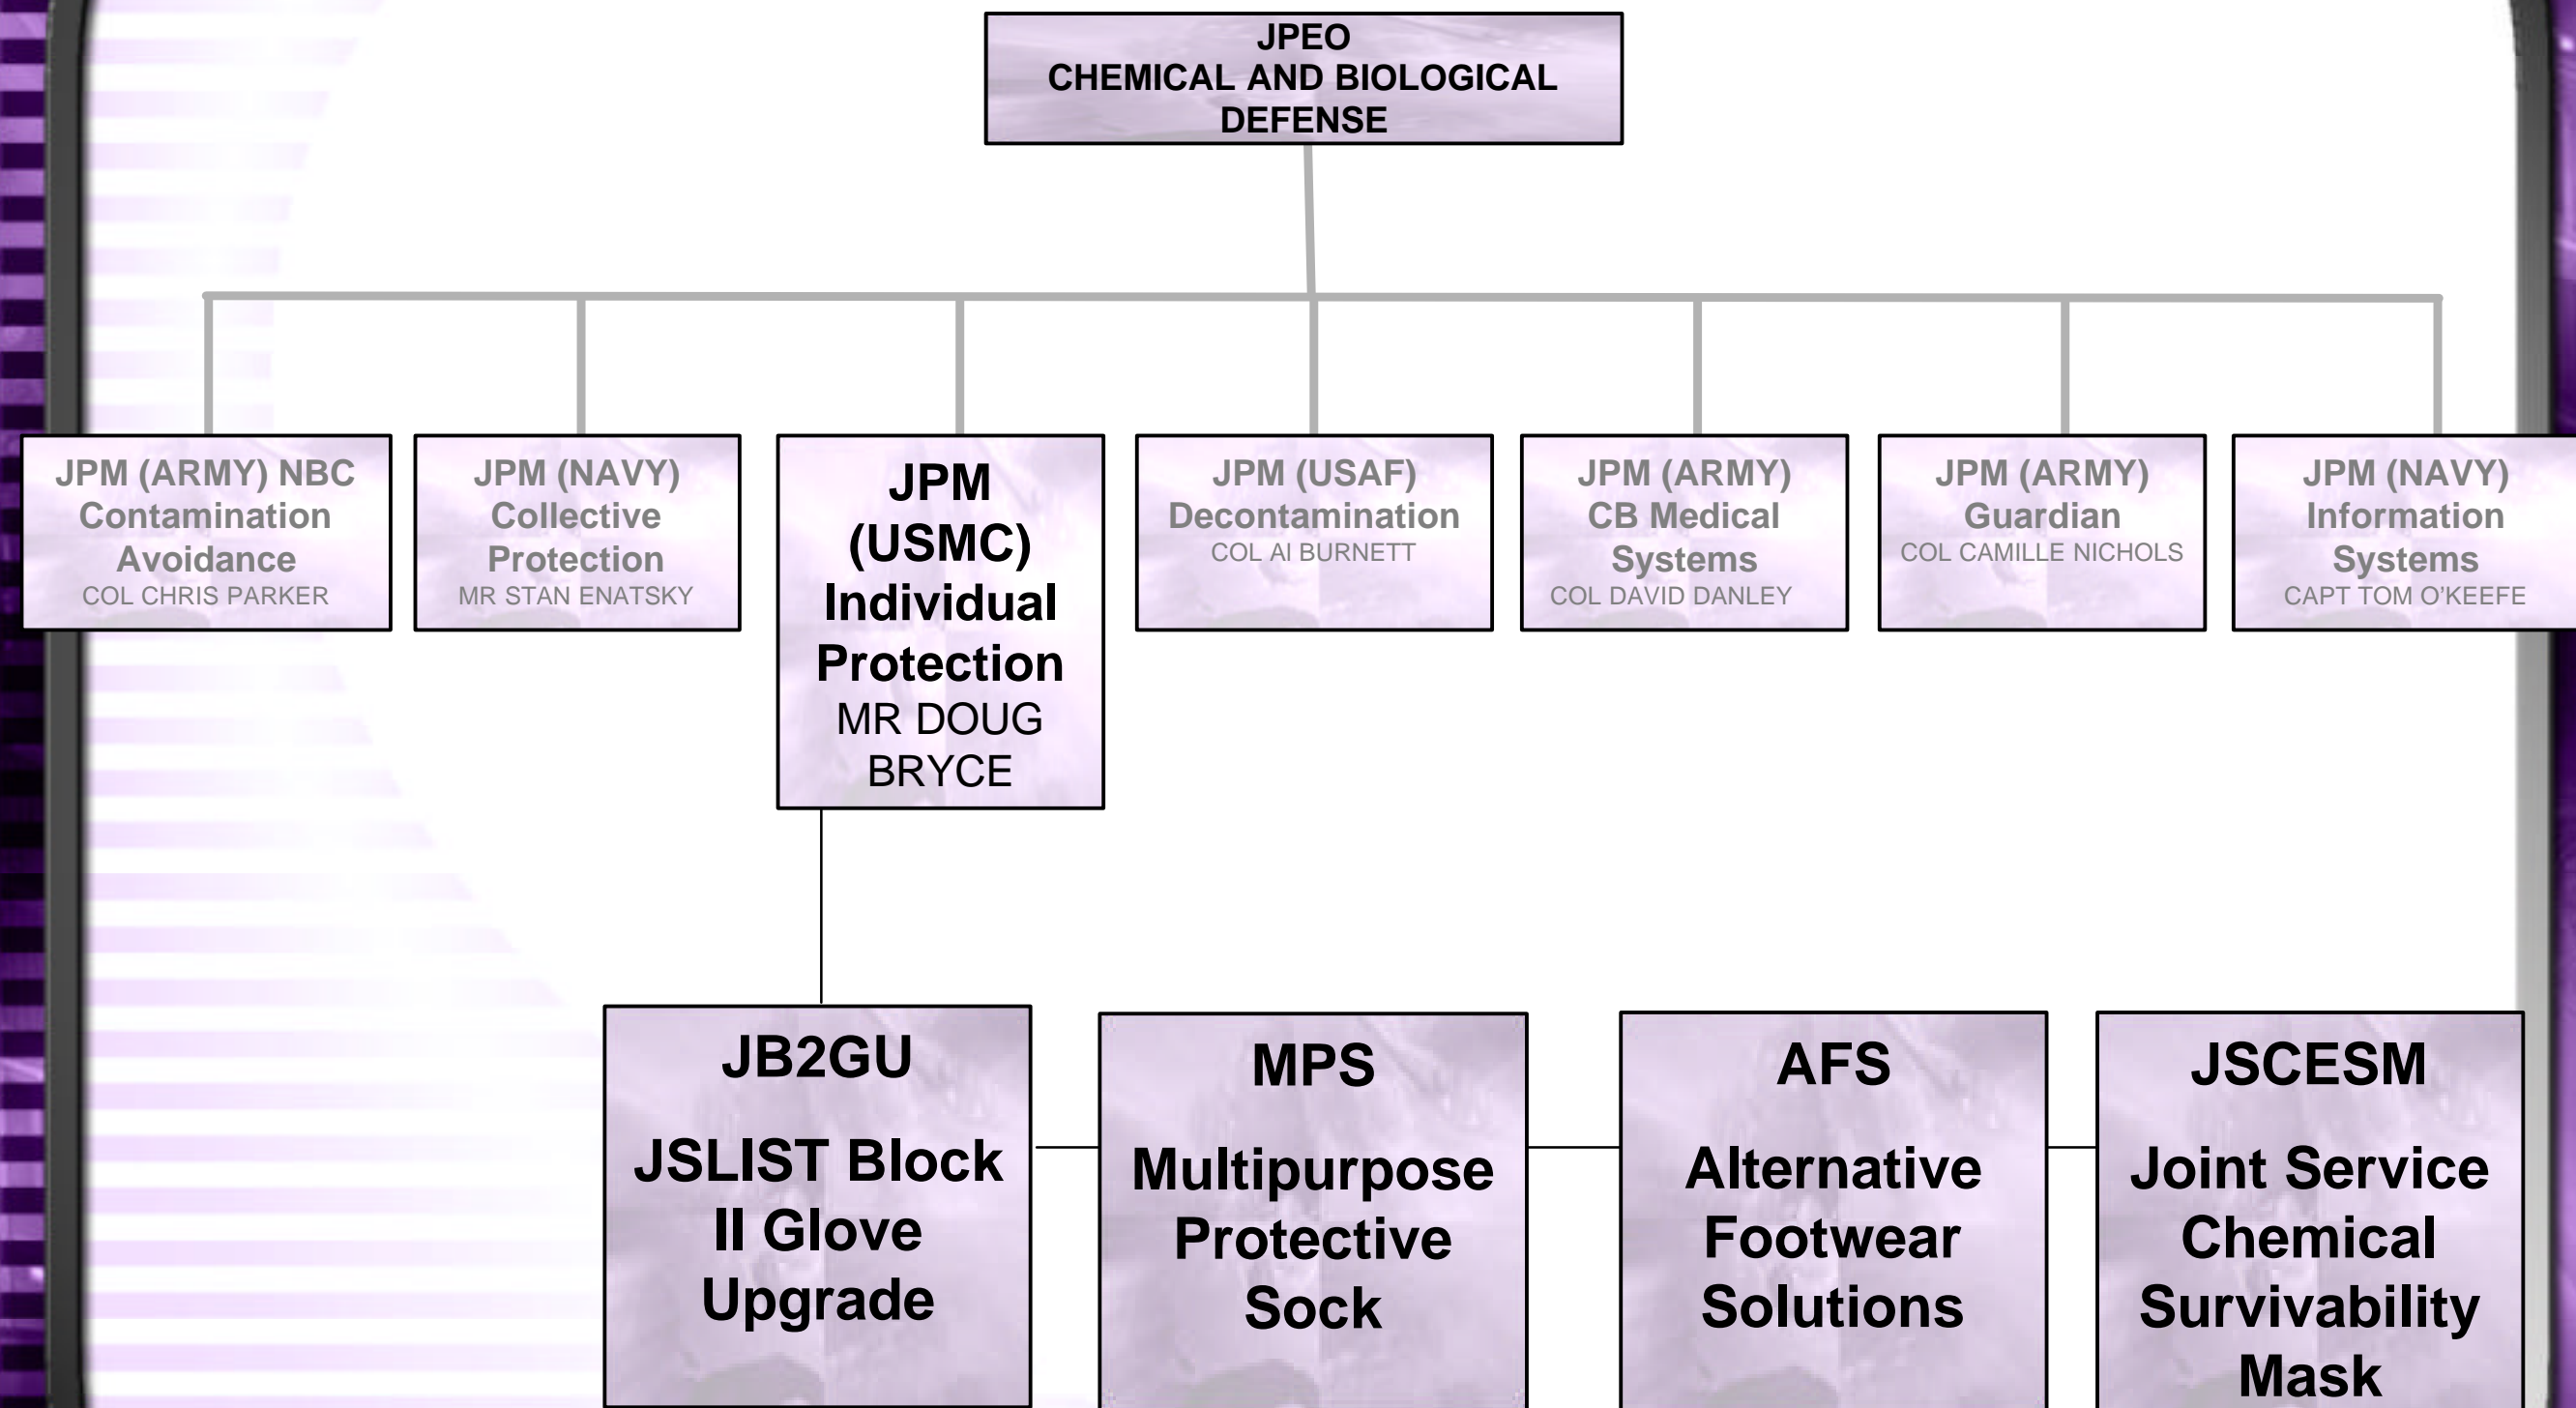 JPEO
CHEMICAL AND BIOLOGICAL
DEFENSE
JPM (ARMY) NBC
Contamination
Avoidance
COL CHRIS PARKER
JPM (NAVY)
Collective
Protection
MR STAN ENATSKY
JPM
(USMC)
Individual
Protection
MR DOUG
BRYCE
JPM (USAF)
Decontamination
COL Al BURNETT
JPM (ARMY)
CB Medical
Systems
COL DAVID DANLEY
JPM (ARMY)
Guardian
COL CAMILLE NICHOLS
JPM (NAVY)
Information
Systems
CAPT TOM O'KEEFE
JB2GU
JSLIST Block
II Glove
Upgrade
MPS
Multipurpose
Protective
Sock
AFS
Alternative
Footwear
Solutions
JSCESM
Joint Service
Chemical
Survivability
Mask